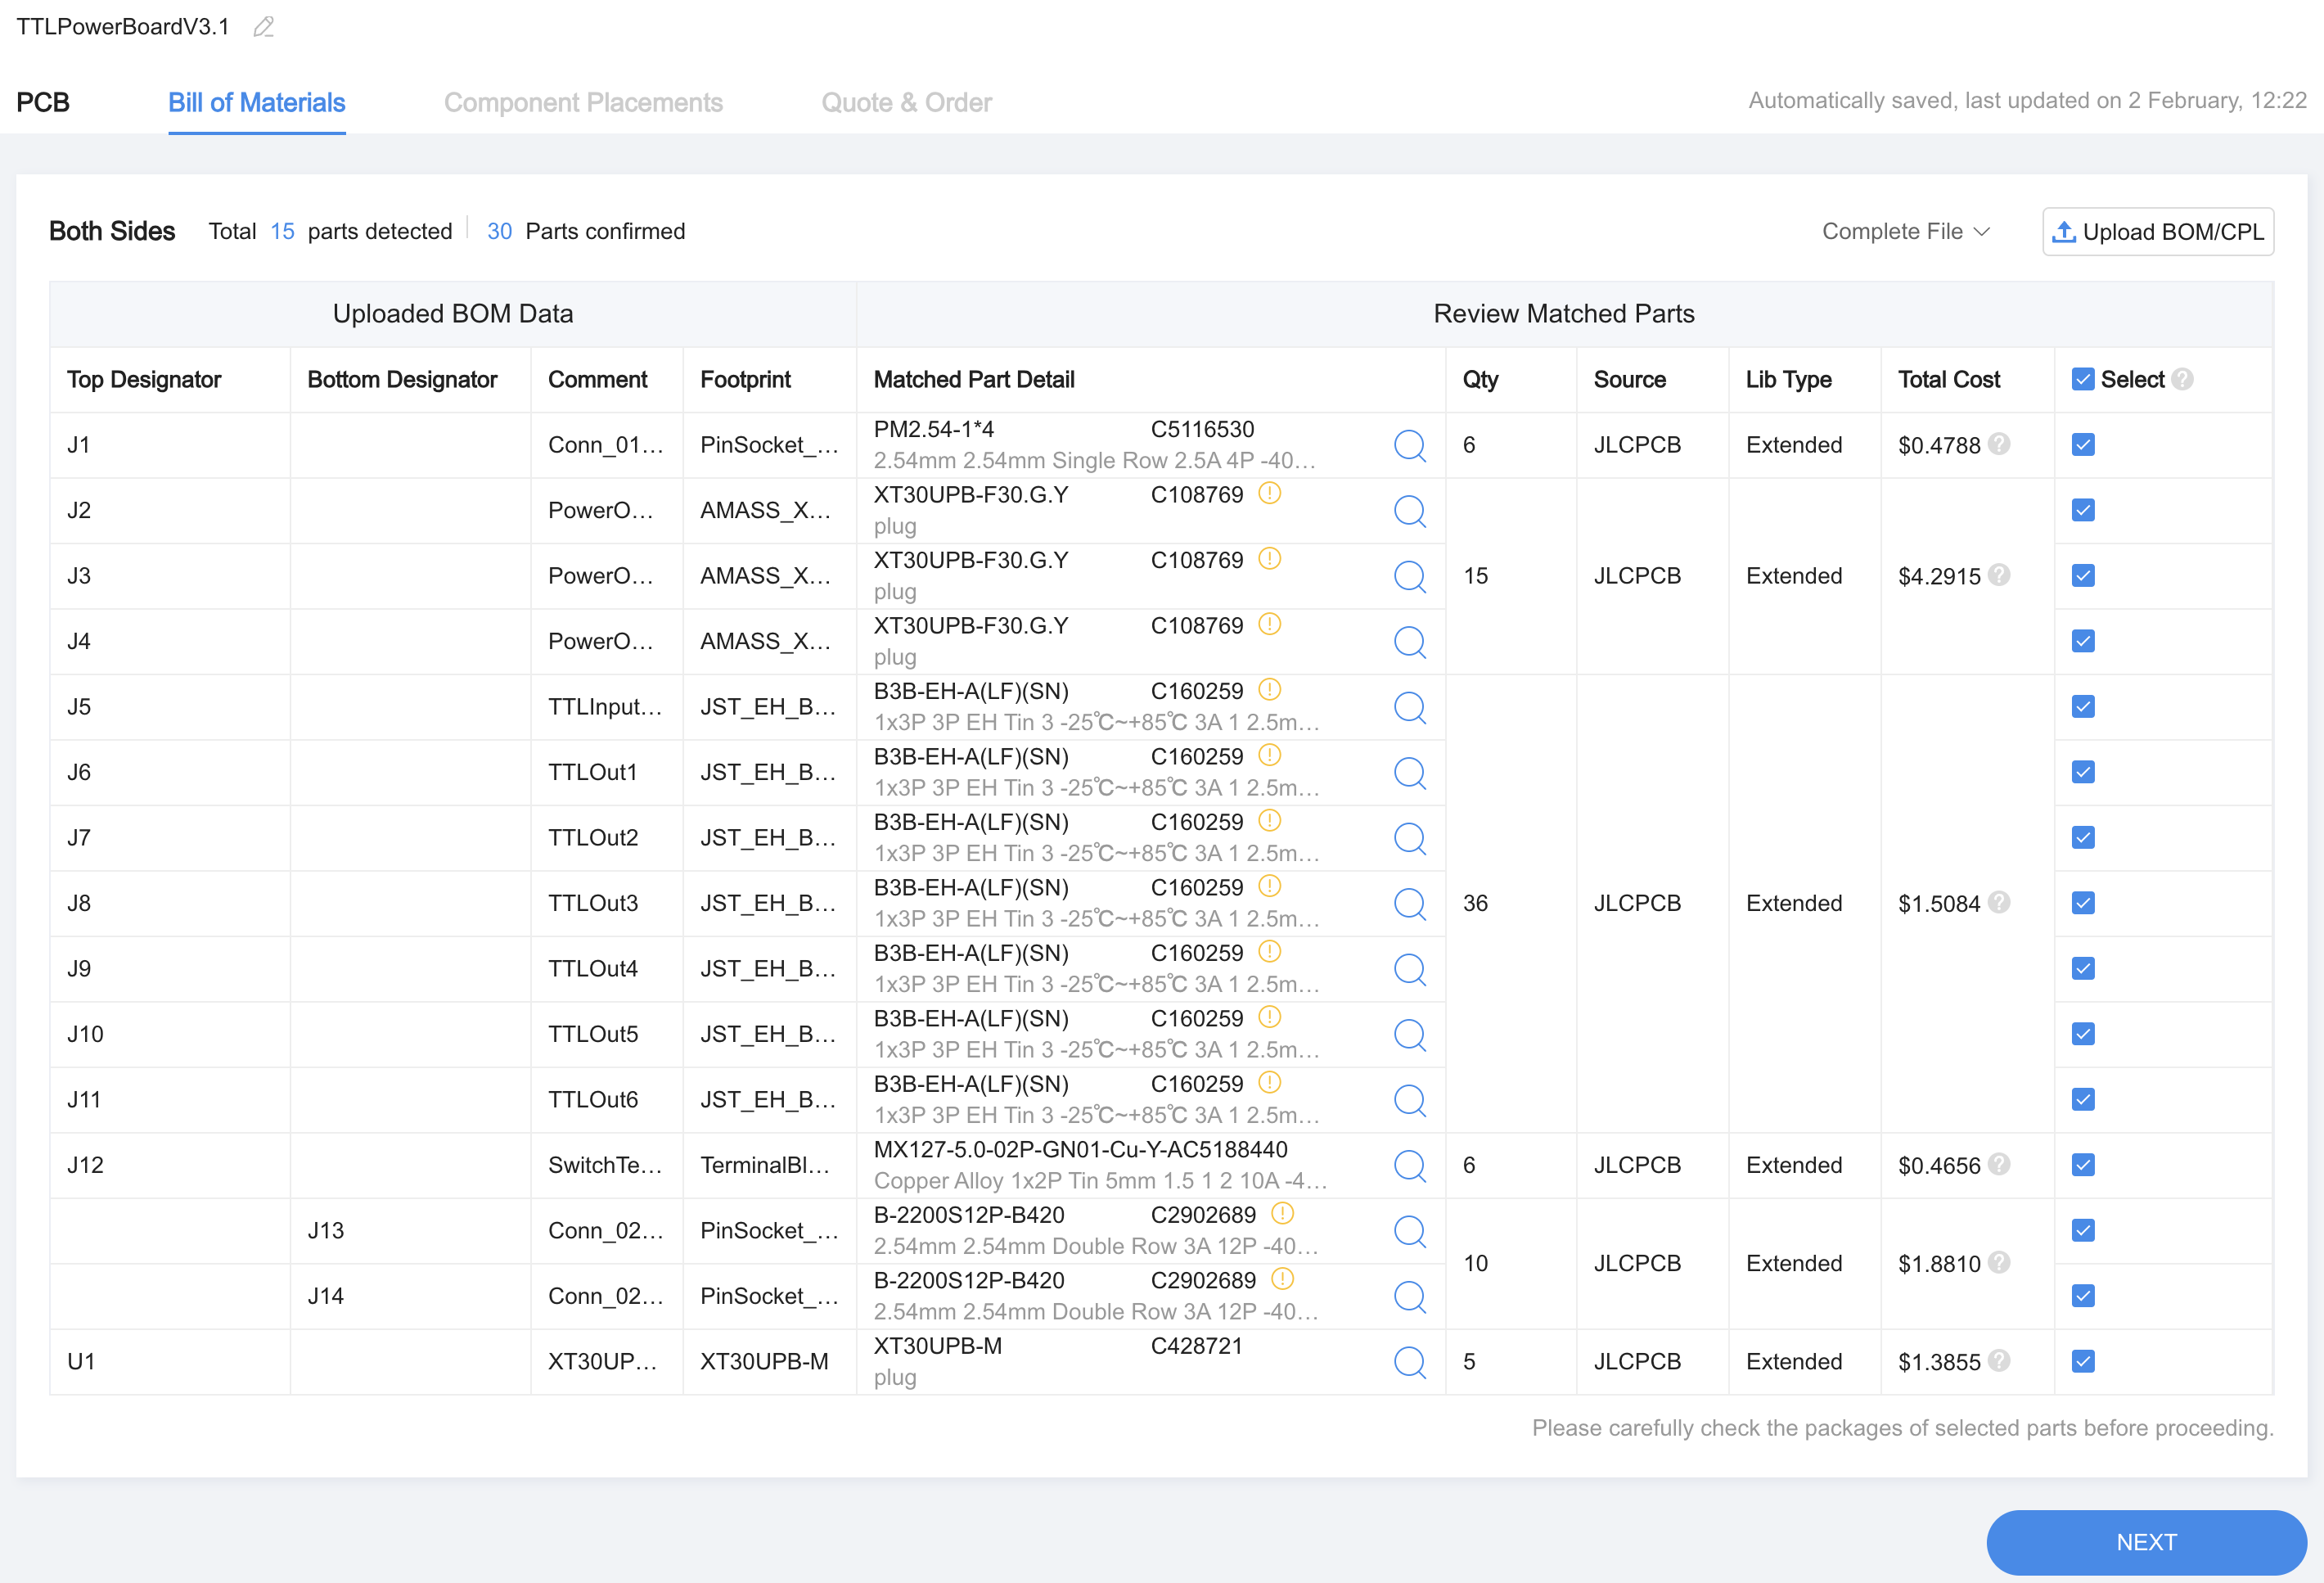 TTLPowerBoardV3.1
PCB Bill of Materials Component Placements Quote & Order Automatically saved, last updated on 2 February, 12:22
Both Sides Total 15 parts detected 30 Parts confirmed Complete File Upload BOM/CPL
Uploaded BOM Data Review Matched Parts
Top Designator Bottom Designator Comment Footprint Matched Part Detail Qty Source Lib Type Total Cost Select
J1 Conn_01... PinSocket_... PM2.54-1*4 C5116530 6 JLCPCB Extended $0.4788
2.54mm 2.54mm Single Row 2.5A 4P -40...
J2 PowerO... AMASS_X... XT30UPB-F30.G.Y C108769
plug
J3 PowerO... AMASS_X... XT30UPB-F30.G.Y C108769 15 JLCPCB Extended $4.2915
plug
J4 PowerO... AMASS_X... XT30UPB-F30.G.Y C108769
plug
J5 TTLInput... JST_EH_B... B3B-EH-A(LF)(SN) C160259
1x3P 3P EH Tin 3 -25℃~+85℃ 3A 1 2.5m...
J6 TTLOut1 JST_EH_B... B3B-EH-A(LF)(SN) C160259
1x3P 3P EH Tin 3 -25℃~+85℃ 3A 1 2.5m...
J7 TTLOut2 JST_EH_B... B3B-EH-A(LF)(SN) C160259
1x3P 3P EH Tin 3 -25℃~+85℃ 3A 1 2.5m...
J8 TTLOut3 JST_EH_B... B3B-EH-A(LF)(SN) C160259 36 JLCPCB Extended $1.5084
1x3P 3P EH Tin 3 -25℃~+85℃ 3A 1 2.5m...
J9 TTLOut4 JST_EH_B... B3B-EH-A(LF)(SN) C160259
1x3P 3P EH Tin 3 -25℃~+85℃ 3A 1 2.5m...
J10 TTLOut5 JST_EH_B... B3B-EH-A(LF)(SN) C160259
1x3P 3P EH Tin 3 -25℃~+85℃ 3A 1 2.5m...
J11 TTLOut6 JST_EH_B... B3B-EH-A(LF)(SN) C160259
1x3P 3P EH Tin 3 -25℃~+85℃ 3A 1 2.5m...
J12 SwitchTe... TerminalBl... MX127-5.0-02P-GN01-Cu-Y-AC5188440 6 JLCPCB Extended $0.4656
Copper Alloy 1x2P Tin 5mm 1.5 1 2 10A -4...
J13 Conn_02... PinSocket_... B-2200S12P-B420 C2902689 10 JLCPCB Extended $1.8810
2.54mm 2.54mm Double Row 3A 12P -40...
J14 Conn_02... PinSocket_... B-2200S12P-B420 C2902689
2.54mm 2.54mm Double Row 3A 12P -40...
U1 XT30UP... XT30UPB-M XT30UPB-M C428721 5 JLCPCB Extended $1.3855
plug
Please carefully check the packages of selected parts before proceeding.
NEXT